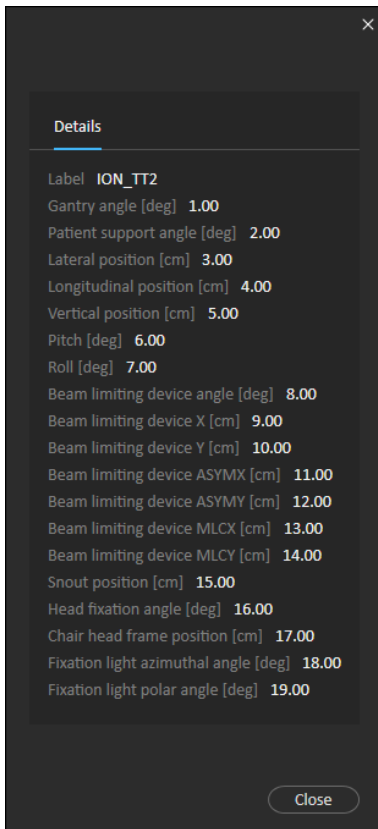 Details
Label ION_TT2
Gantry angle [deg] 1.00
Patient support angle [deg] 2.00
Lateral position [cm] 3.00
Longitudinal position [cm] 4.00
Vertical position [cm] 5.00
Pitch [deg] 6.00
Roll [deg] 7.00
Beam limiting device angle [deg] 8.00
Beam limiting device X [cm] 9.00
Beam limiting device Y [cm] 10.00
Beam limiting device ASYMX [cm] 11.00
Beam limiting device ASYMY [cm] 12.00
Beam limiting device MLCX [cm] 13.00
Beam limiting device MLCY [cm] 14.00
Snout position [cm] 15.00
Head fixation angle [deg] 16.00
Chair head frame position [cm] 17.00
Fixation light azimuthal angle [deg] 18.00
Fixation light polar angle [deg] 19.00
Close